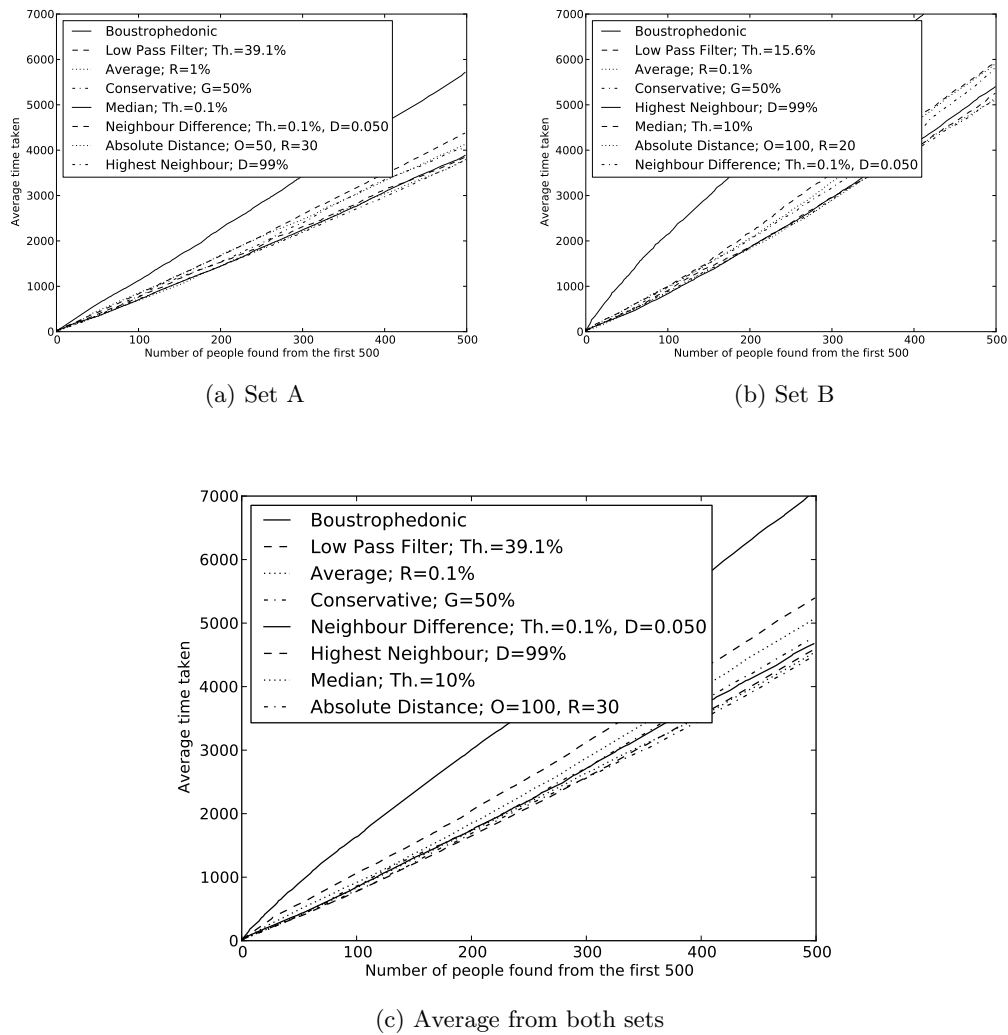 7000
6000
5000
4000
3000
2000
1000
0
Average time taken
Boustrophedonic
Low Pass Filter; Th.=39.1%
Average; R=1%
Conservative; G=50%
Median; Th.=0.1%
Neighbour Difference; Th.=0.1%, D=0.050
Absolute Distance; O=50, R=30
Highest Neighbour; D=99%
0 100 200 300 400 500
Number of people found from the first 500
(a) Set A
7000
6000
5000
4000
3000
2000
1000
0
Average time taken
Boustrophedonic
Low Pass Filter; Th.=15.6%
Average; R=0.1%
Conservative; G=50%
Highest Neighbour; D=99%
Median; Th.=10%
Absolute Distance; O=100, R=20
Neighbour Difference; Th.=0.1%, D=0.050
0 100 200 300 400 500
Number of people found from the first 500
(b) Set B
7000
6000
5000
4000
3000
2000
1000
0
Average time taken
Boustrophedonic
Low Pass Filter; Th.=39.1%
Average; R=0.1%
Conservative; G=50%
Neighbour Difference; Th.=0.1%, D=0.050
Highest Neighbour; D=99%
Median; Th.=10%
Absolute Distance; O=100, R=30
0 100 200 300 400 500
Number of people found from the first 500
(c) Average from both sets